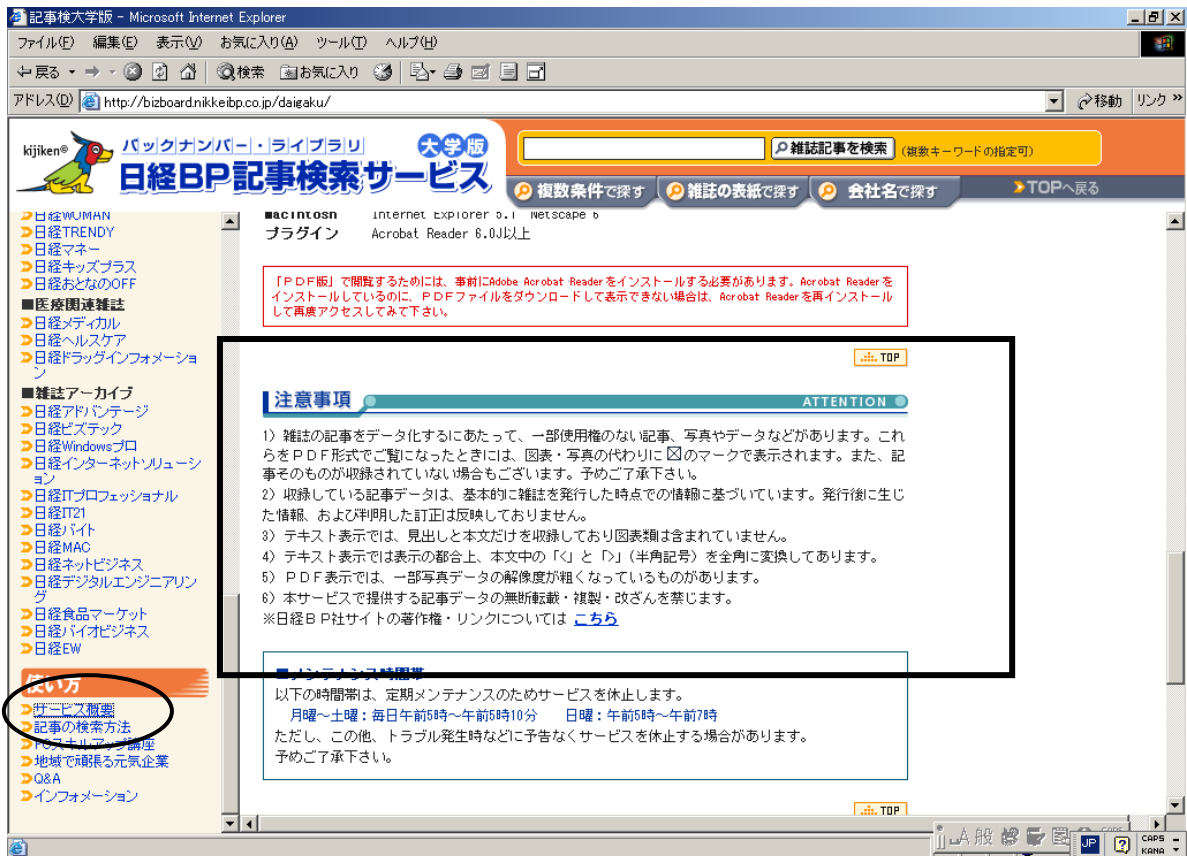 記事検大学版 - Microsoft Internet Explorer
ファイル(F) 編集(E) 表示(V) お気に入り(A) ツール(T) ヘルプ(H)
戻る 検索 お気に入り
アドレス(D) http://bizboard.nikkeibp.co.jp/daigaku/ 移動 リンク »
kijiken® バックナンバー・ライブラリ 大学版
日経BP記事検索サービス
雑誌記事を検索 (複数キーワードの指定可)
複数条件で探す 雑誌の表紙で探す 会社名で探す TOPへ戻る
日経WOMAN
日経TRENDY
日経マネー
日経キッズプラス
日経おとなのOFF
■医療関連雑誌
日経メディカル
日経ヘルスケア
日経ドラッグインフォメーショ
ン
■雑誌アーカイブ
日経アドバンテージ
日経ビズテック
日経Windowsプロ
日経インターネットソリューシ
ョン
日経ITプロフェッショナル
日経IT21
日経バイト
日経MAC
日経ネットビジネス
日経デジタルエンジニアリン
グ
日経食品マーケット
日経バイオビジネス
日経EW
使い方
サービス概要
記事の検索方法
PCスキルアップ講座
地域で頑張る元気企業
Q&A
インフォメーション
Macintosh Internet Explorer 5.1 Netscape 6
プラグイン Acrobat Reader 6.0J以上
「PDF版」で閲覧するためには、事前にAdobe Acrobat Readerをインストールする必要があります。Acrobat Readerを
インストールしているのに、PDFファイルをダウンロードして表示できない場合は、Acrobat Readerを再インストール
して再度アクセスしてみて下さい。
TOP
注意事項 ATTENTION
1) 雑誌の記事をデータ化するにあたって、一部使用権のない記事、写真やデータなどがあります。これ
らをPDF形式でご覧になったときには、図表・写真の代わりに☒のマークで表示されます。また、記
事そのものが収録されていない場合もございます。予めご了承下さい。
2) 収録している記事データは、基本的に雑誌を発行した時点での情報に基づいています。発行後に生じ
た情報、および判明した訂正は反映しておりません。
3) テキスト表示では、見出しと本文だけを収録しており図表類は含まれていません。
4) テキスト表示では表示の都合上、本文中の「<」と「>」(半角記号)を全角に変換してあります。
5) PDF表示では、一部写真データの解像度が粗くなっているものがあります。
6) 本サービスで提供する記事データの無断転載・複製・改ざんを禁じます。
※日経BP社サイトの著作権・リンクについては こちら
■メンテナンス時間帯
以下の時間帯は、定期メンテナンスのためサービスを休止します。
月曜~土曜:毎日午前5時~午前5時10分 日曜:午前5時~午前7時
ただし、この他、トラブル発生時などに予告なくサービスを休止する場合があります。
予めご了承下さい。
TOP
A 般
JP CAPS
KANA